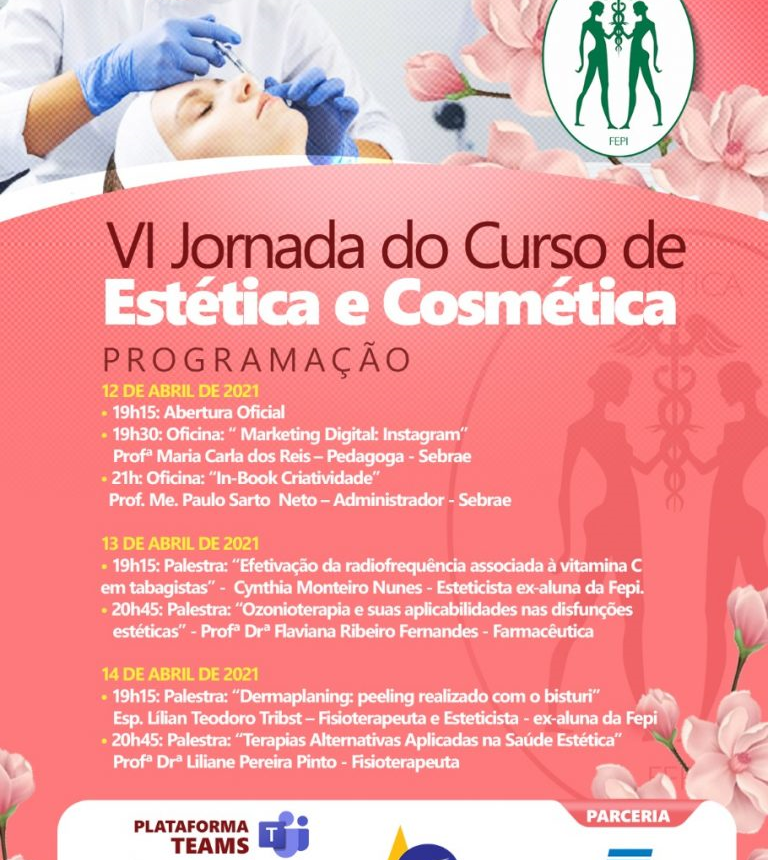 FEPI
VI Jornada do Curso de
Estética e Cosmética
PROGRAMAÇÃO
12 DE ABRIL DE 2021
• 19h15: Abertura Oficial
• 19h30: Oficina: “ Marketing Digital: Instagram”
Profª Maria Carla dos Reis – Pedagoga - Sebrae
• 21h: Oficina: “In-Book Criatividade”
Prof. Me. Paulo Sarto Neto – Administrador - Sebrae
13 DE ABRIL DE 2021
• 19h15: Palestra: “Efetivação da radiofrequência associada à vitamina C
em tabagistas” - Cynthia Monteiro Nunes - Esteticista ex-aluna da Fepi.
• 20h45: Palestra: “Ozonioterapia e suas aplicabilidades nas disfunções
estéticas” - Profª Drª Flaviana Ribeiro Fernandes - Farmacêutica
14 DE ABRIL DE 2021
• 19h15: Palestra: “Dermaplaning: peeling realizado com o bisturi”
Esp. Lílian Teodoro Tribst – Fisioterapeuta e Esteticista - ex-aluna da Fepi
• 20h45: Palestra: “Terapias Alternativas Aplicadas na Saúde Estética”
Profª Drª Liliane Pereira Pinto - Fisioterapeuta
PARCERIA
PLATAFORMA
TEAMS
T